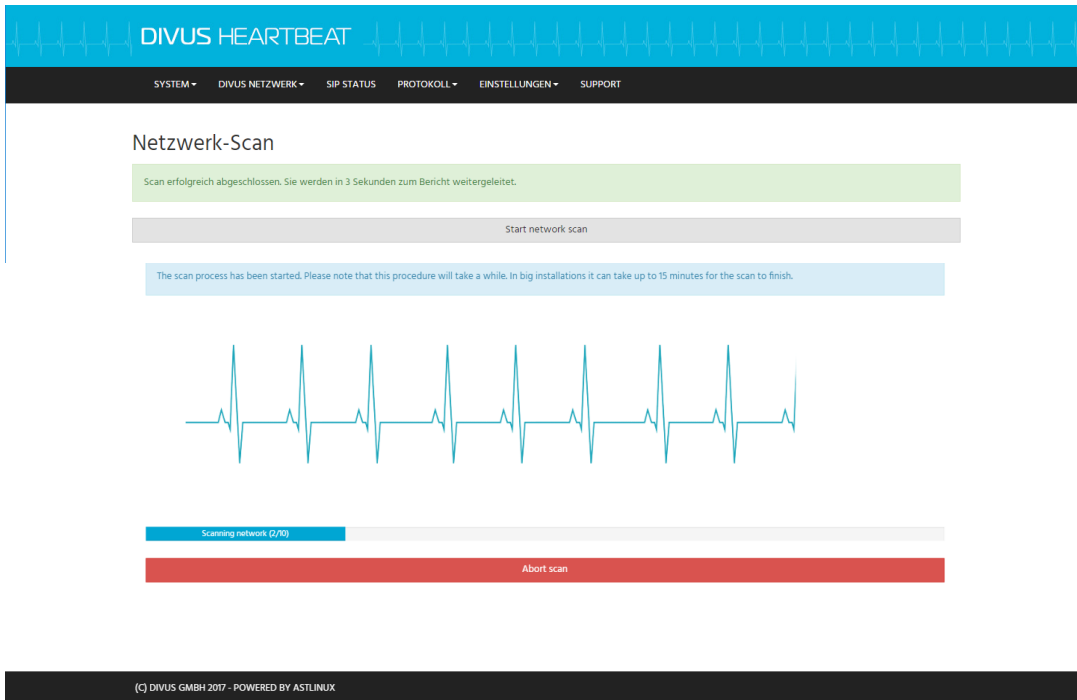 DIVUS HEARTBEAT
SYSTEM DIVUS NETZWERK SIP STATUS PROTOKOLL EINSTELLUNGEN SUPPORT
Netzwerk-Scan
Scan erfolgreich abgeschlossen. Sie werden in 3 Sekunden zum Bericht weitergeleitet.
Start network scan
The scan process has been started. Please note that this procedure will take a while. In big installations it can take up to 15 minutes for the scan to finish.
Scanning network (2/10)
Abort scan
(C) DIVUS GMBH 2017 - POWERED BY ASTLINUX